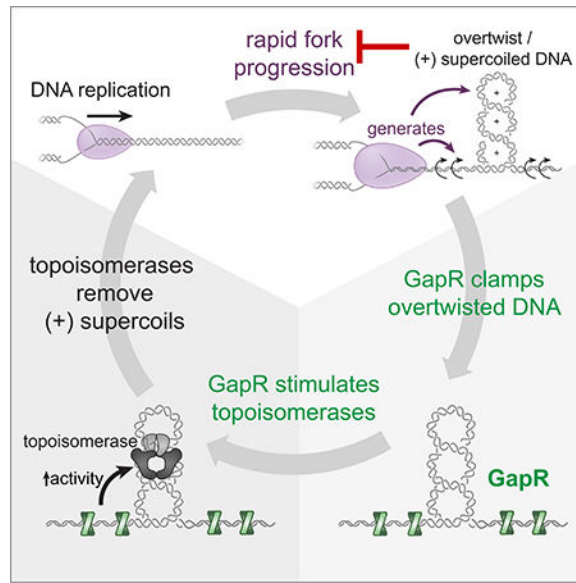 rapid fork
progression
overtwist /
(+) supercoiled DNA
DNA replication
generates
+
+
+
topoisomerases
remove
(+) supercoils
GapR clamps
overtwisted DNA
GapR stimulates
topoisomerases
topoisomerase
↑activity
GapR